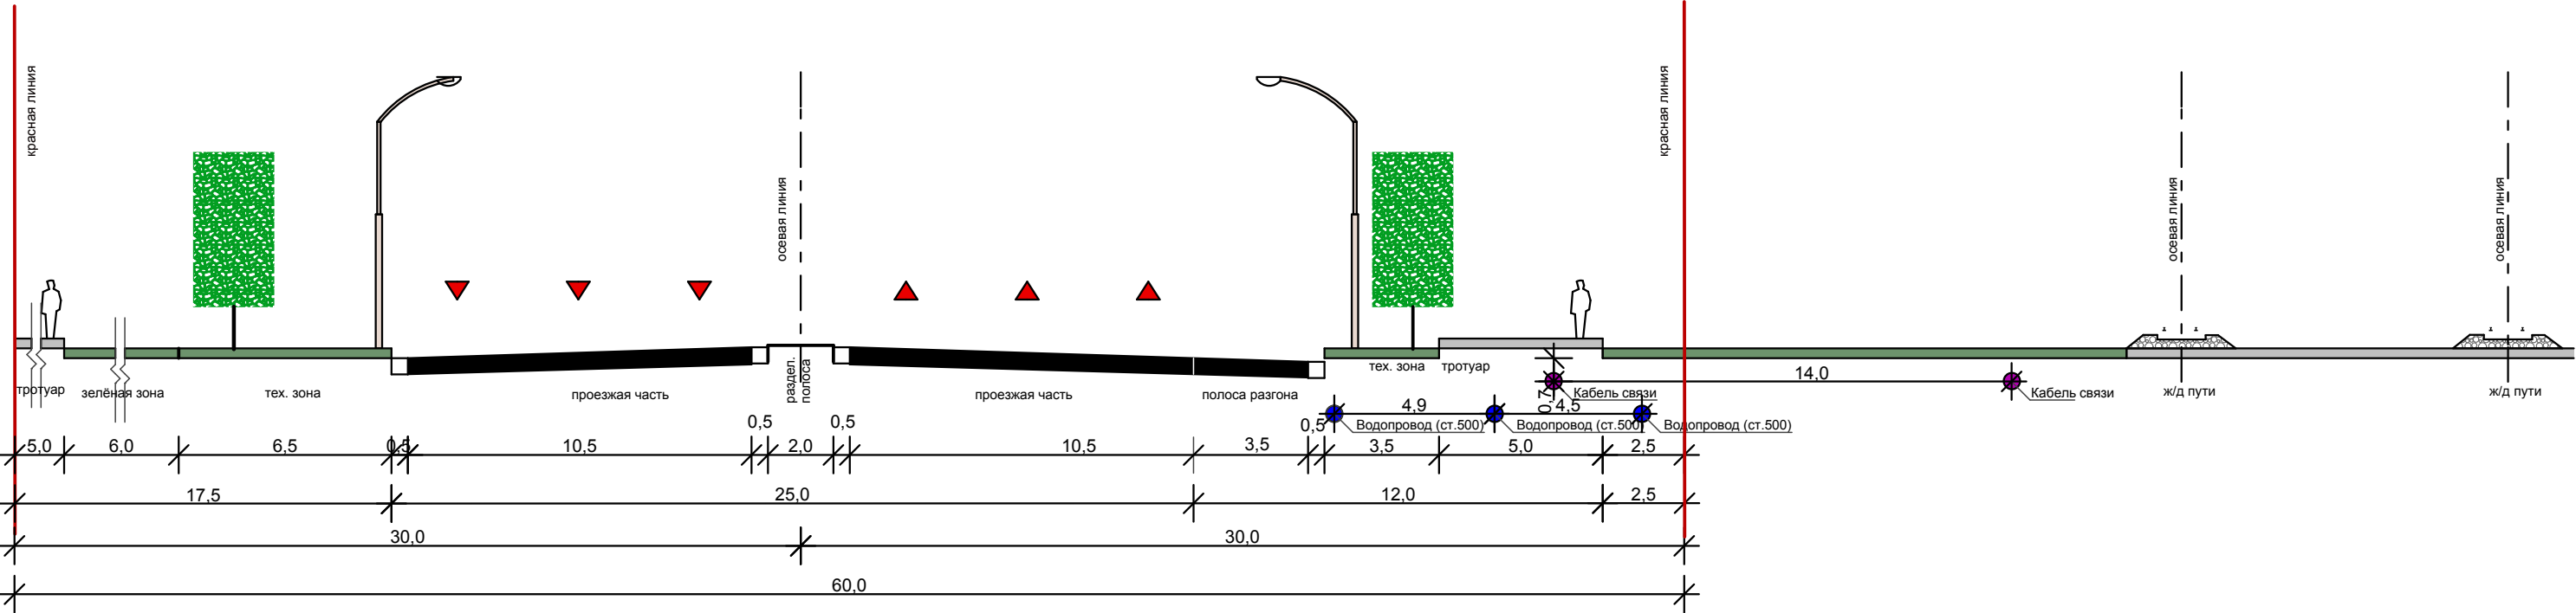 красная линия
осевая линия
красная линия
осевая линия
осевая линия
тротуар
зелёная зона
тех. зона
проезжая часть
раздел.
полоса
проезжая часть
полоса разгона
тех. зона
тротуар
0,7
Кабель связи
14,0
Кабель связи
ж/д пути
ж/д пути
4,9
4,5
Водопровод (ст.500)
Водопровод (ст.500)
Водопровод (ст.500)
5,0
6,0
6,5
0,5
10,5
0,5
2,0
0,5
10,5
3,5
0,5
3,5
5,0
2,5
17,5
25,0
12,0
2,5
30,0
30,0
60,0